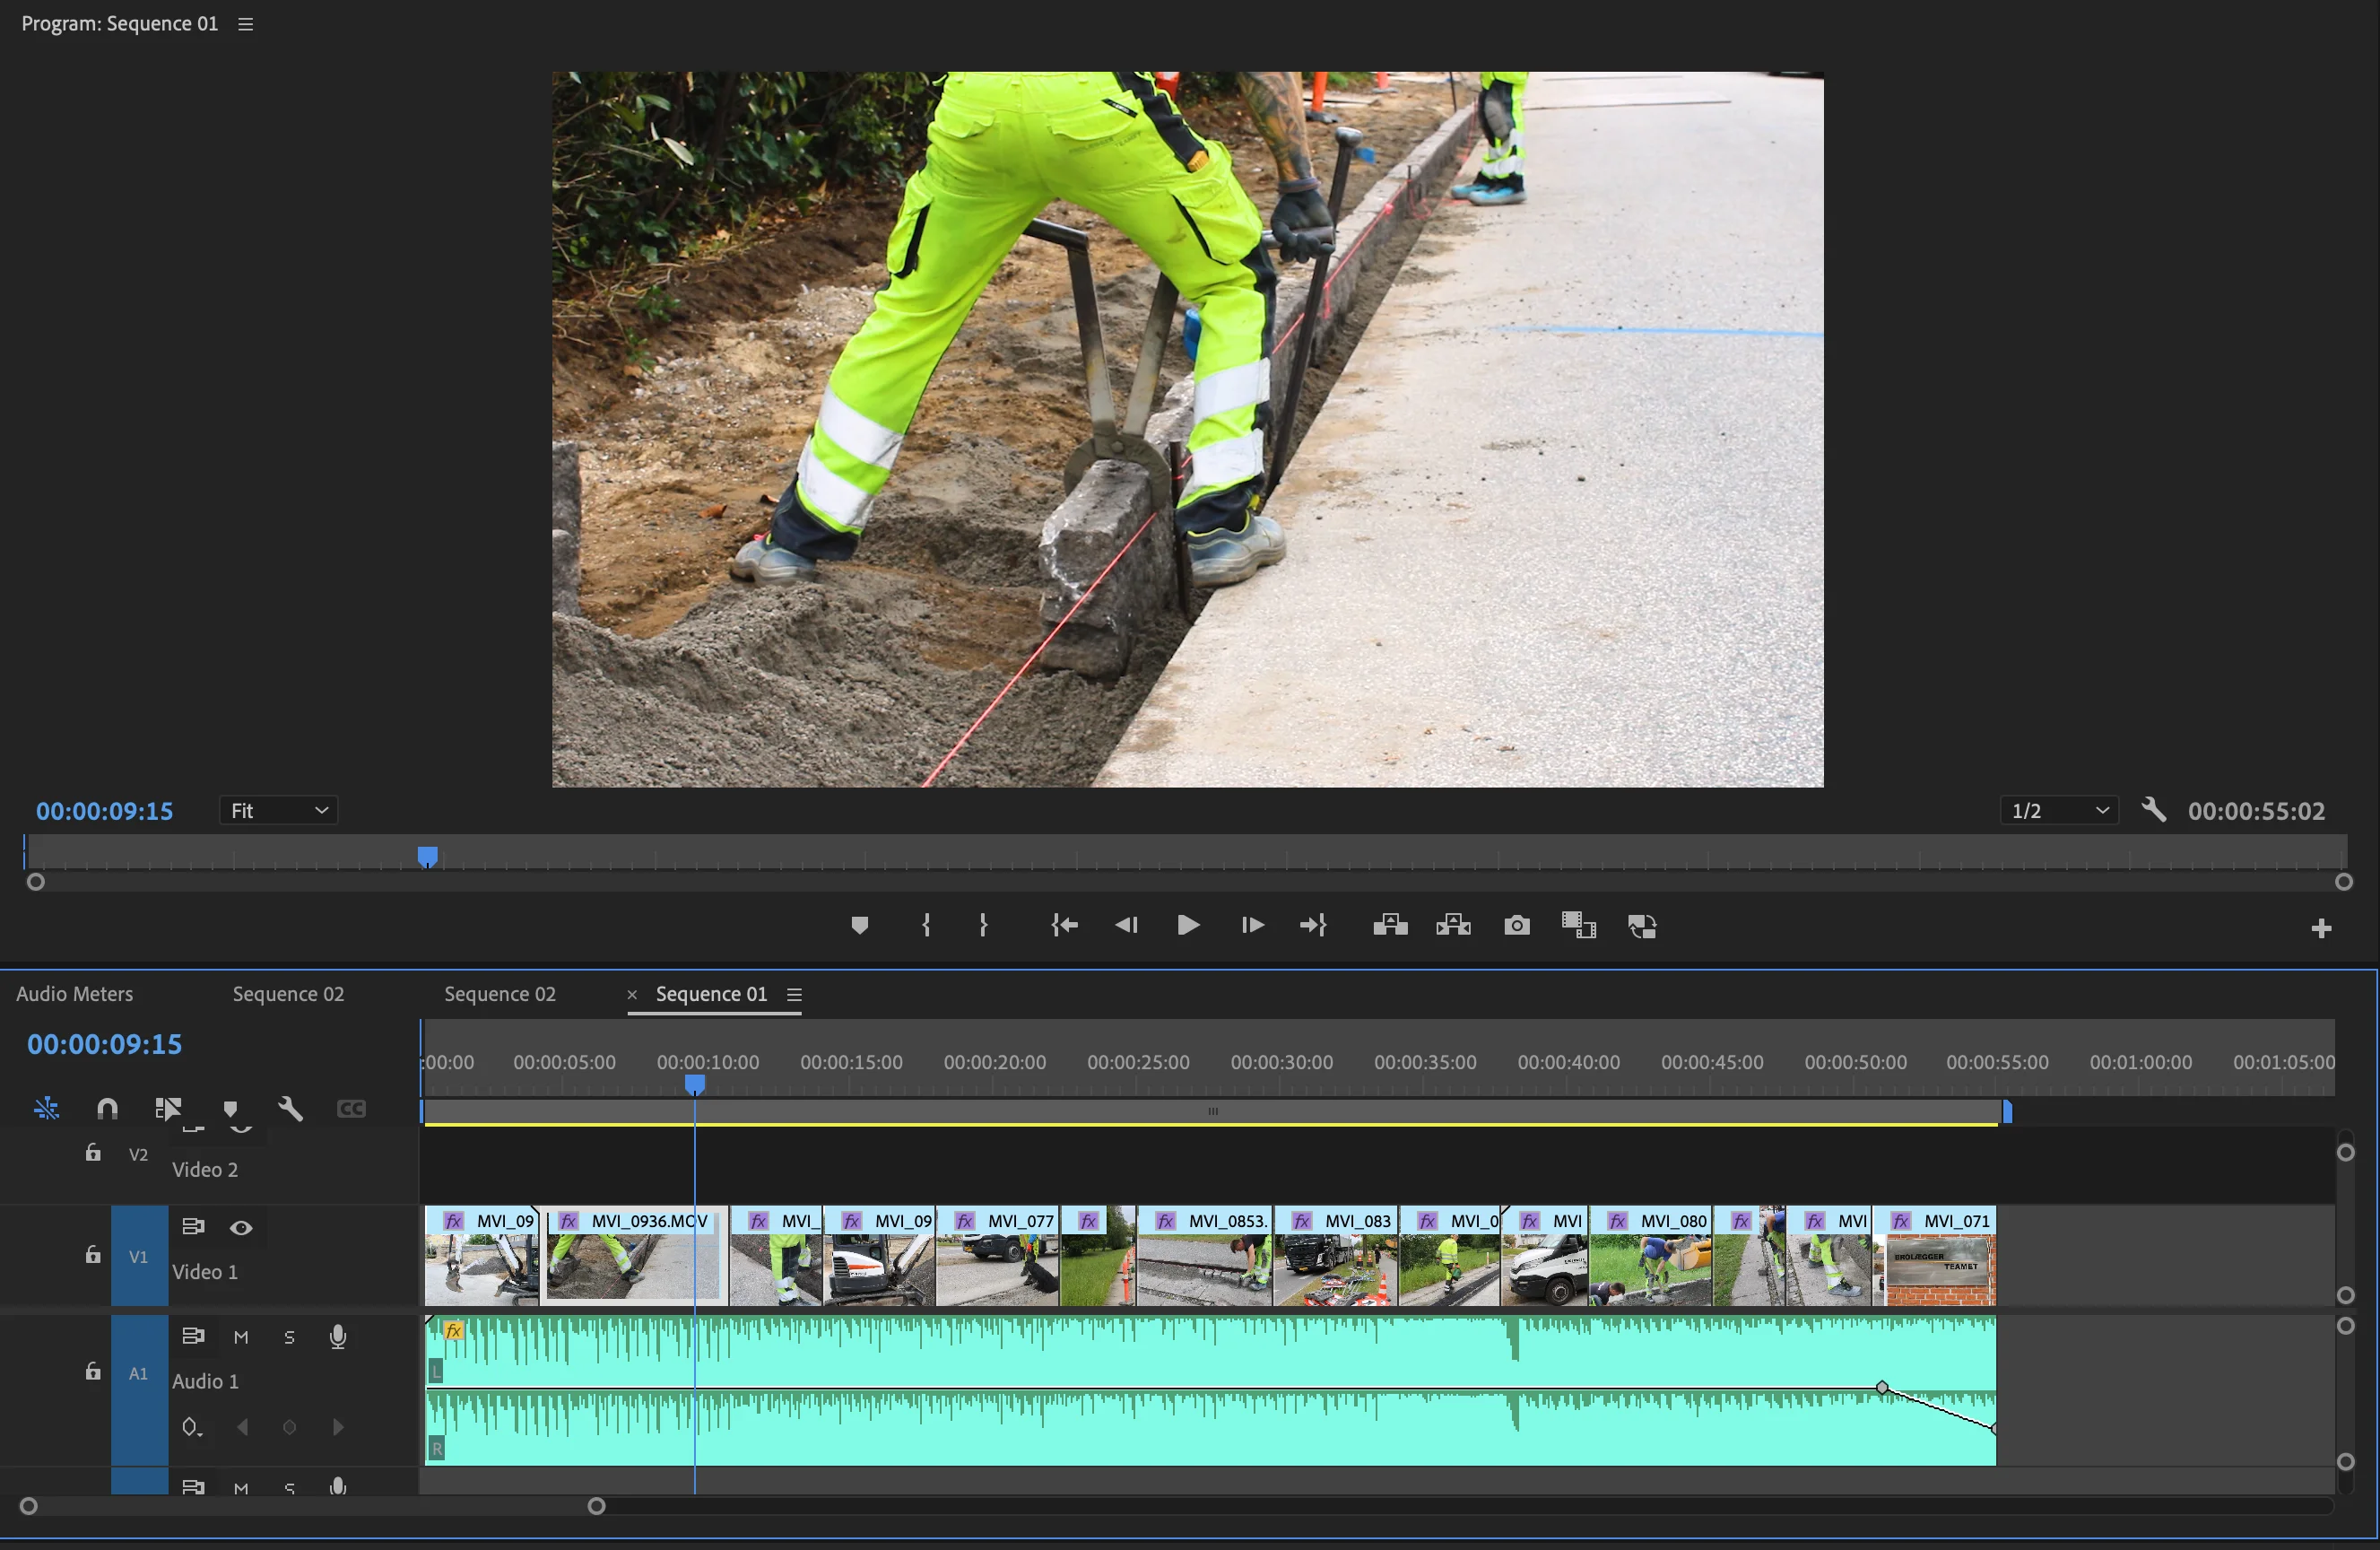 Program: Sequence 01
00:00:09:15
Fit
1/2
00:00:55:02
Audio Meters
Sequence 02
Sequence 02
Sequence 01
00:00:09:15
:00:00
00:00:05:00
00:00:10:00
00:00:15:00
00:00:20:00
00:00:25:00
00:00:30:00
00:00:35:00
00:00:40:00
00:00:45:00
00:00:50:00
00:00:55:00
00:01:00:00
00:01:05:00
CC
V2
Video 2
V1
Video 1
fx MVI_09
fx MVI_0936.MOV
fx MVI_
fx MVI_09
fx MVI_077
fx
fx MVI_0853.
fx MVI_083
fx MVI_0
fx MVI
fx MVI_080
fx
fx MVI
fx MVI_071
BROLÆGGER
TEAMET
A1
M
S
Audio 1
fx
L
R
M
S